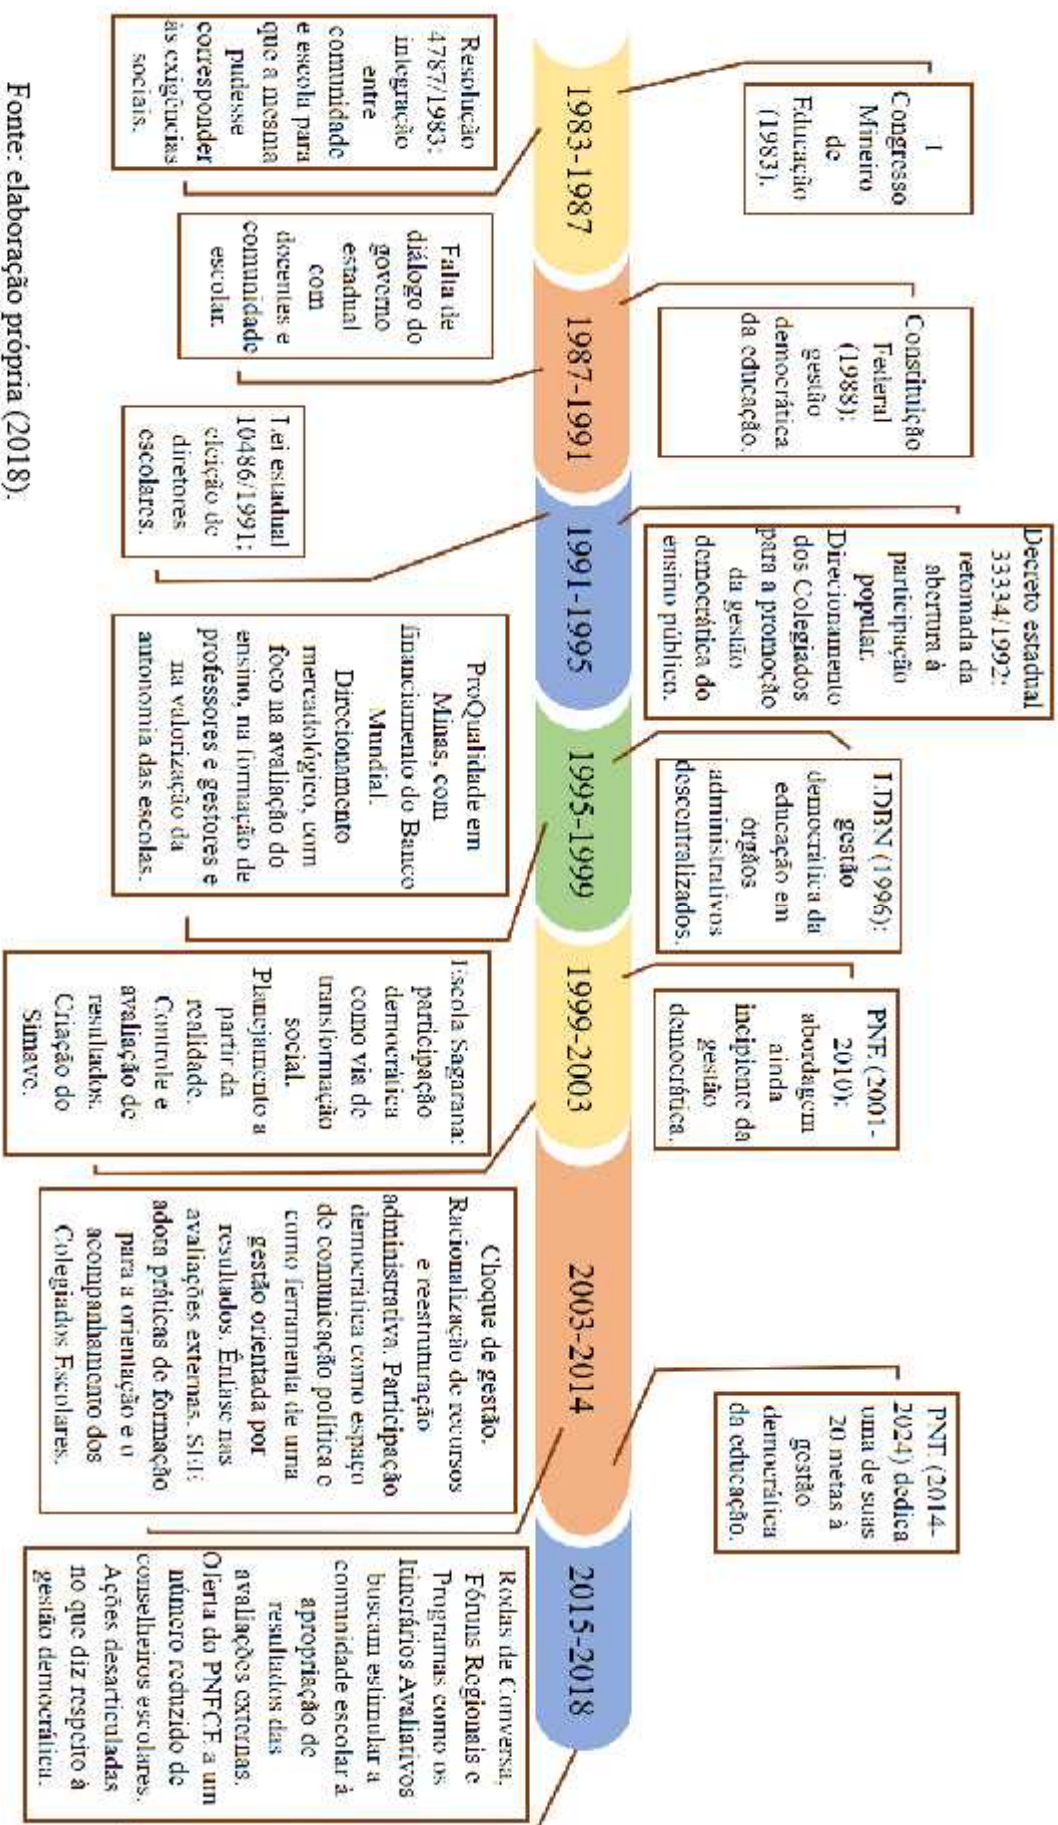 I
Congresso
Mineiro
de
Educação
(1983).
Constituição
Federal
(1988):
gestão
democrática
da educação.
Decreto estadual
33334/1992:
retomada da
abertura à
participação
popular.
Direcionamento
dos Colegiados
para a promoção
da gestão
democrática do
ensino público.
LDBN (1996):
gestão
democrática da
educação em
órgãos
administrativos
descentralizados.
PNE (2001-
2010):
abordagem
ainda
incipiente da
gestão
democrática.
PNE (2014-
2024) dedica
uma de suas
20 metas à
gestão
democrática
da educação.
1983-1987
1987-1991
1991-1995
1995-1999
1999-2003
2003-2014
2015-2018
Resolução
4787/1983:
integração
entre
comunidade
e escola para
que a mesma
pudesse
corresponder
às exigências
sociais.
Falta de
diálogo do
governo
estadual
com
docentes e
comunidade
escolar.
Lei estadual
10486/1991:
eleição de
diretores
escolares.
ProQualidade em
Minas, com
financiamento do Banco
Mundial.
Direcionamento
mercadológico, com
foco na avaliação do
ensino, na formação de
professores e gestores e
na valorização da
autonomia das escolas.
Escola Sagarana:
participação
democrática
como via de
transformação
social.
Planejamento a
partir da
realidade.
Controle e
avaliação de
resultados.
Criação do
Simave.
Choque de gestão.
Racionalização de recursos
e reestruturação
administrativa. Participação
democrática como espaço
de comunicação política e
como ferramenta de uma
gestão orientada por
resultados. Ênfase nas
avaliações externas. SEE
adota práticas de formação
para a orientação e o
acompanhamento dos
Colegiados Escolares.
Rodas de Conversa,
Fóruns Regionais e
Programas como os
Itinerários Avaliativos
buscam estimular a
comunidade escolar à
apropriação de
resultados das
avaliações externas.
Oferta do PNFCE a um
número reduzido de
conselheiros escolares.
Ações desarticuladas
no que diz respeito à
gestão democrática.
Fonte: elaboração própria (2018).